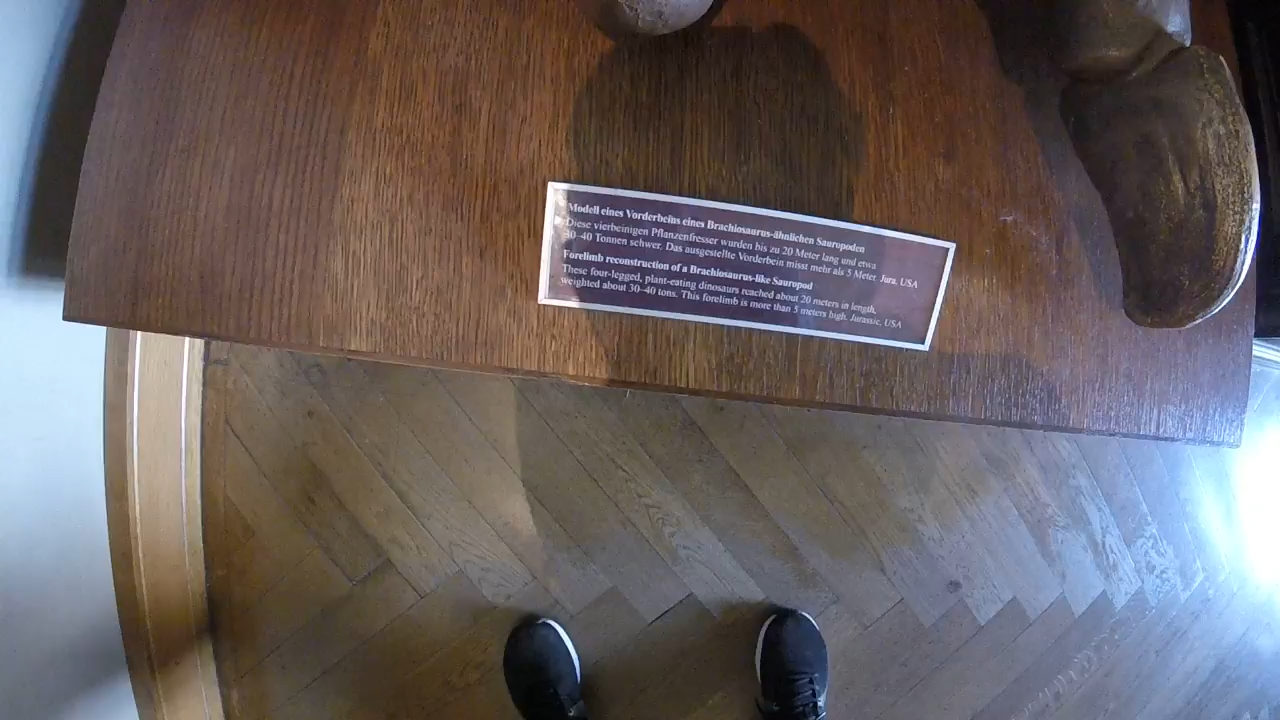 Modell eines Vorderbeins eines Brachiosaurus-ähnlichen Sauropoden
Diese vierbeinigen Pflanzenfresser wurden bis zu 20 Meter lang und etwa
30–40 Tonnen schwer. Das ausgestellte Vorderbein misst mehr als 5 Meter. Jura, USA
Forelimb reconstruction of a Brachiosaurus-like Sauropod
These four-legged, plant-eating dinosaurs reached about 20 meters in length,
weighted about 30–40 tons. This forelimb is more than 5 meters high. Jurassic, USA